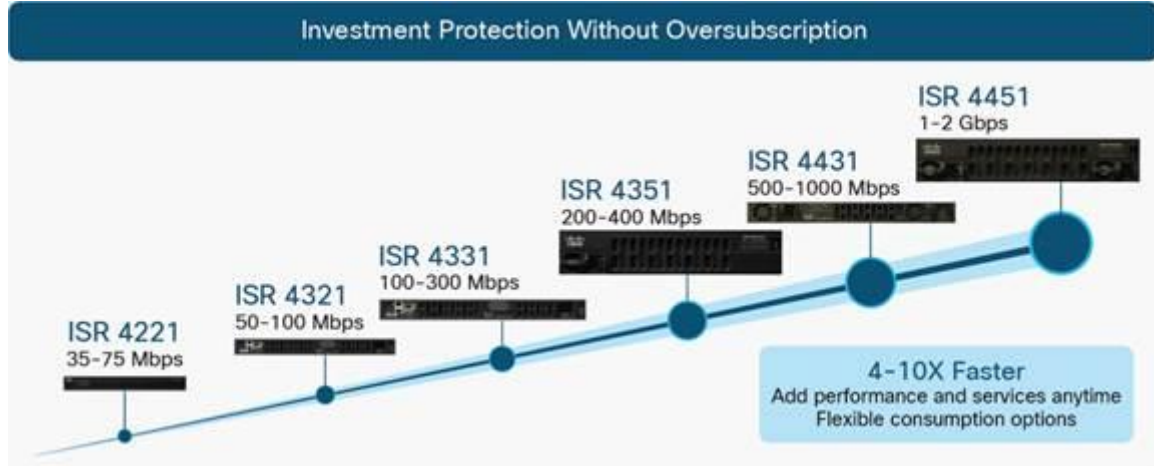 Investment Protection Without Oversubscription
ISR 4451
1-2 Gbps
ISR 4431
500-1000 Mbps
ISR 4351
200-400 Mbps
ISR 4331
100-300 Mbps
ISR 4321
50-100 Mbps
ISR 4221
35-75 Mbps
4-10X Faster
Add performance and services anytime
Flexible consumption options